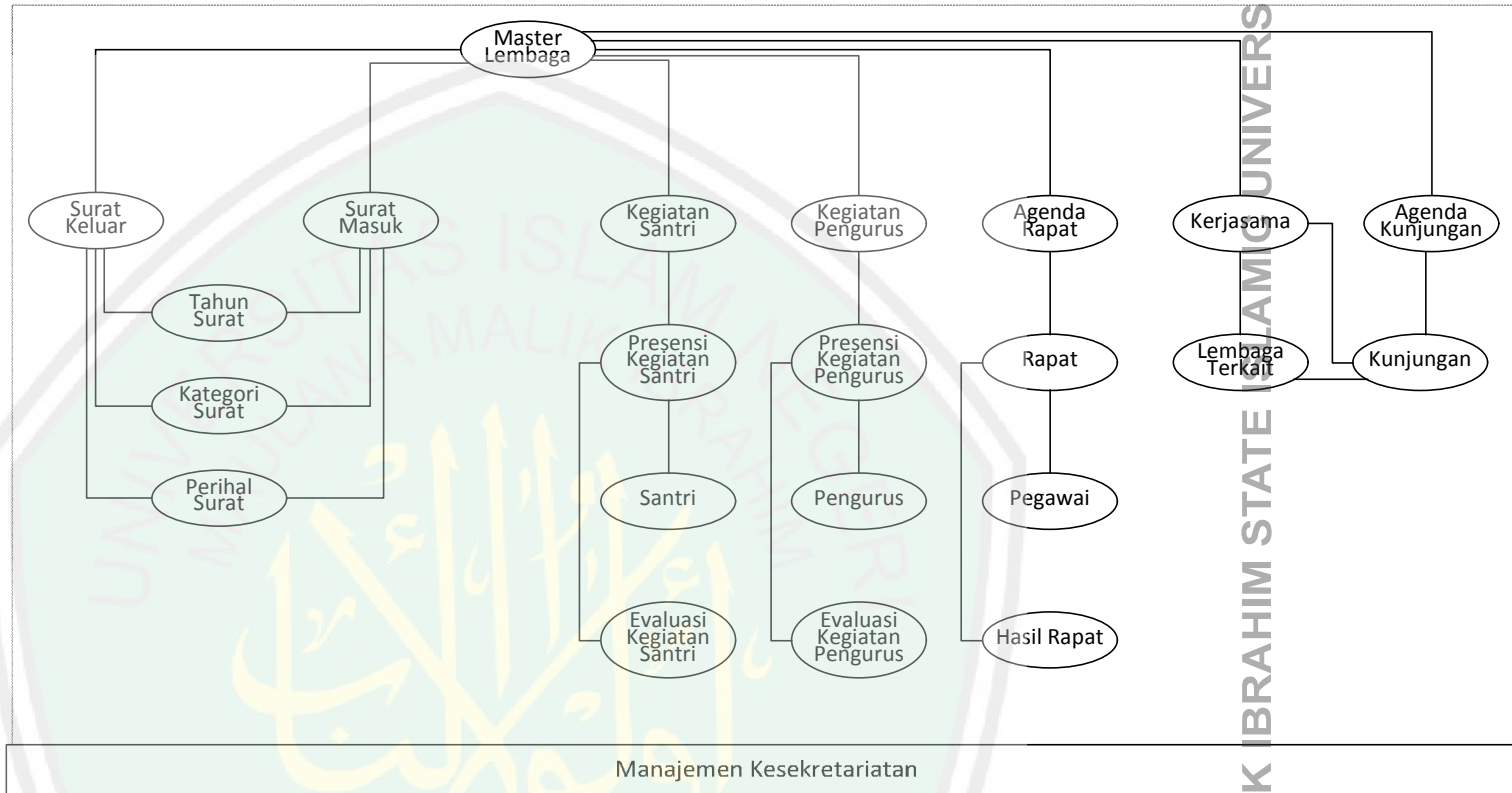 Master
Lembaga
Surat
Keluar
Surat
Masuk
Kegiatan
Santri
Kegiatan
Pengurus
Agenda
Rapat
Kerjasama
Agenda
Kunjungan
Tahun
Surat
Presensi
Kegiatan
Santri
Presensi
Kegiatan
Pengurus
Rapat
Lembaga
Terkait
Kunjungan
Kategori
Surat
Perihal
Surat
Santri
Pengurus
Pegawai
Evaluasi
Kegiatan
Santri
Evaluasi
Kegiatan
Pengurus
Hasil Rapat
Manajemen Kesekretariatan
UNIVERSITAS ISLAM NEGERI
MAULANA MALIK IBRAHIM
K IBRAHIM STATE ISLAMIC UNIVERS